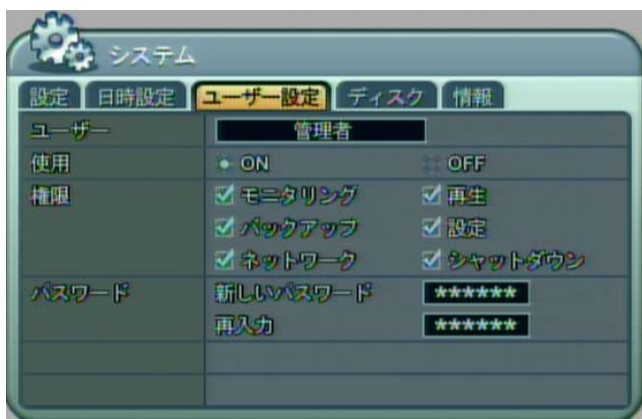 システム
設定 日時設定 ユーザー設定 ディスク 情報
ユーザー 管理者
使用 ON OFF
権限 モニタリング 再生
バックアップ 設定
ネットワーク シャットダウン
パスワード 新しいパスワード ******
再入力 ******